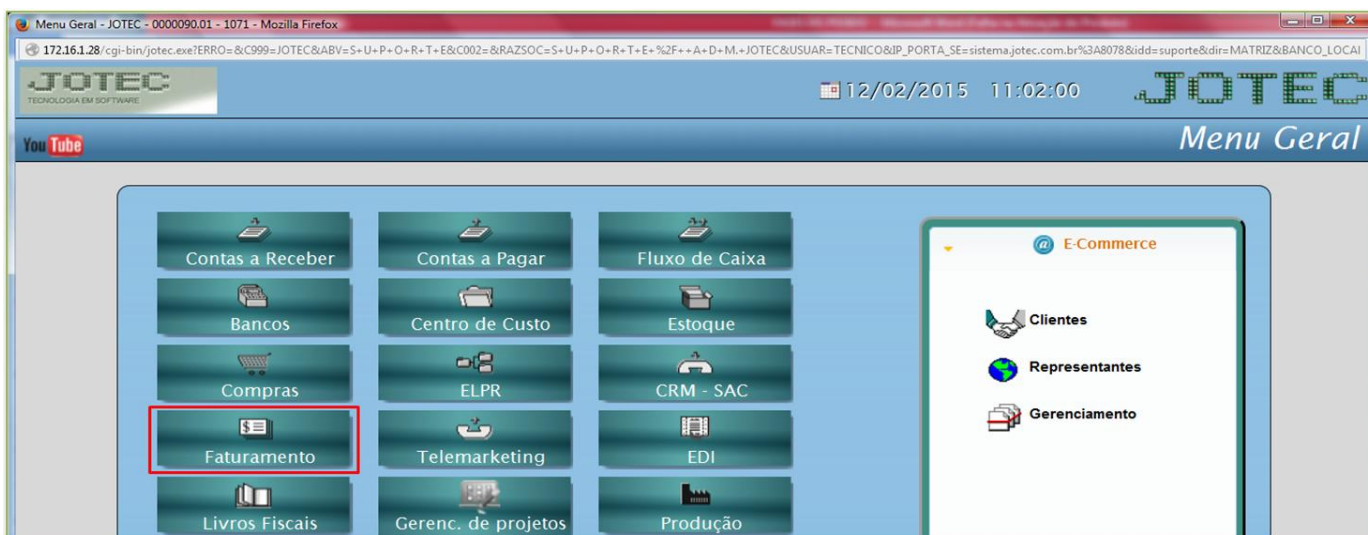 Menu Geral - JOTEC - 0000090.01 - 1071 - Mozilla Firefox
172.16.1.28/cgi-bin/jotec.exe?ERRO=&C999=JOTEC&ABV=S+U+P+O+R+T+E&C002=&RAZSOC=S+U+P+O+R+T+E+%2F++A+D+M.+JOTEC&USUAR=TECNICO&IP_PORTA_SE=sistema.jotec.com.br%3A8078&idd=suporte&dir=MATRIZ&BANCO_LOCAI
JOTEC
TECNOLOGIA EM SOFTWARE
12/02/2015 11:02:00
JOTEC
You Tube
Menu Geral
Contas a Receber
Contas a Pagar
Fluxo de Caixa
E-Commerce
Bancos
Centro de Custo
Estoque
Clientes
Compras
ELPR
CRM - SAC
Representantes
Gerenciamento
Faturamento
Telemarketing
EDI
Livros Fiscais
Gerenc. de projetos
Produção